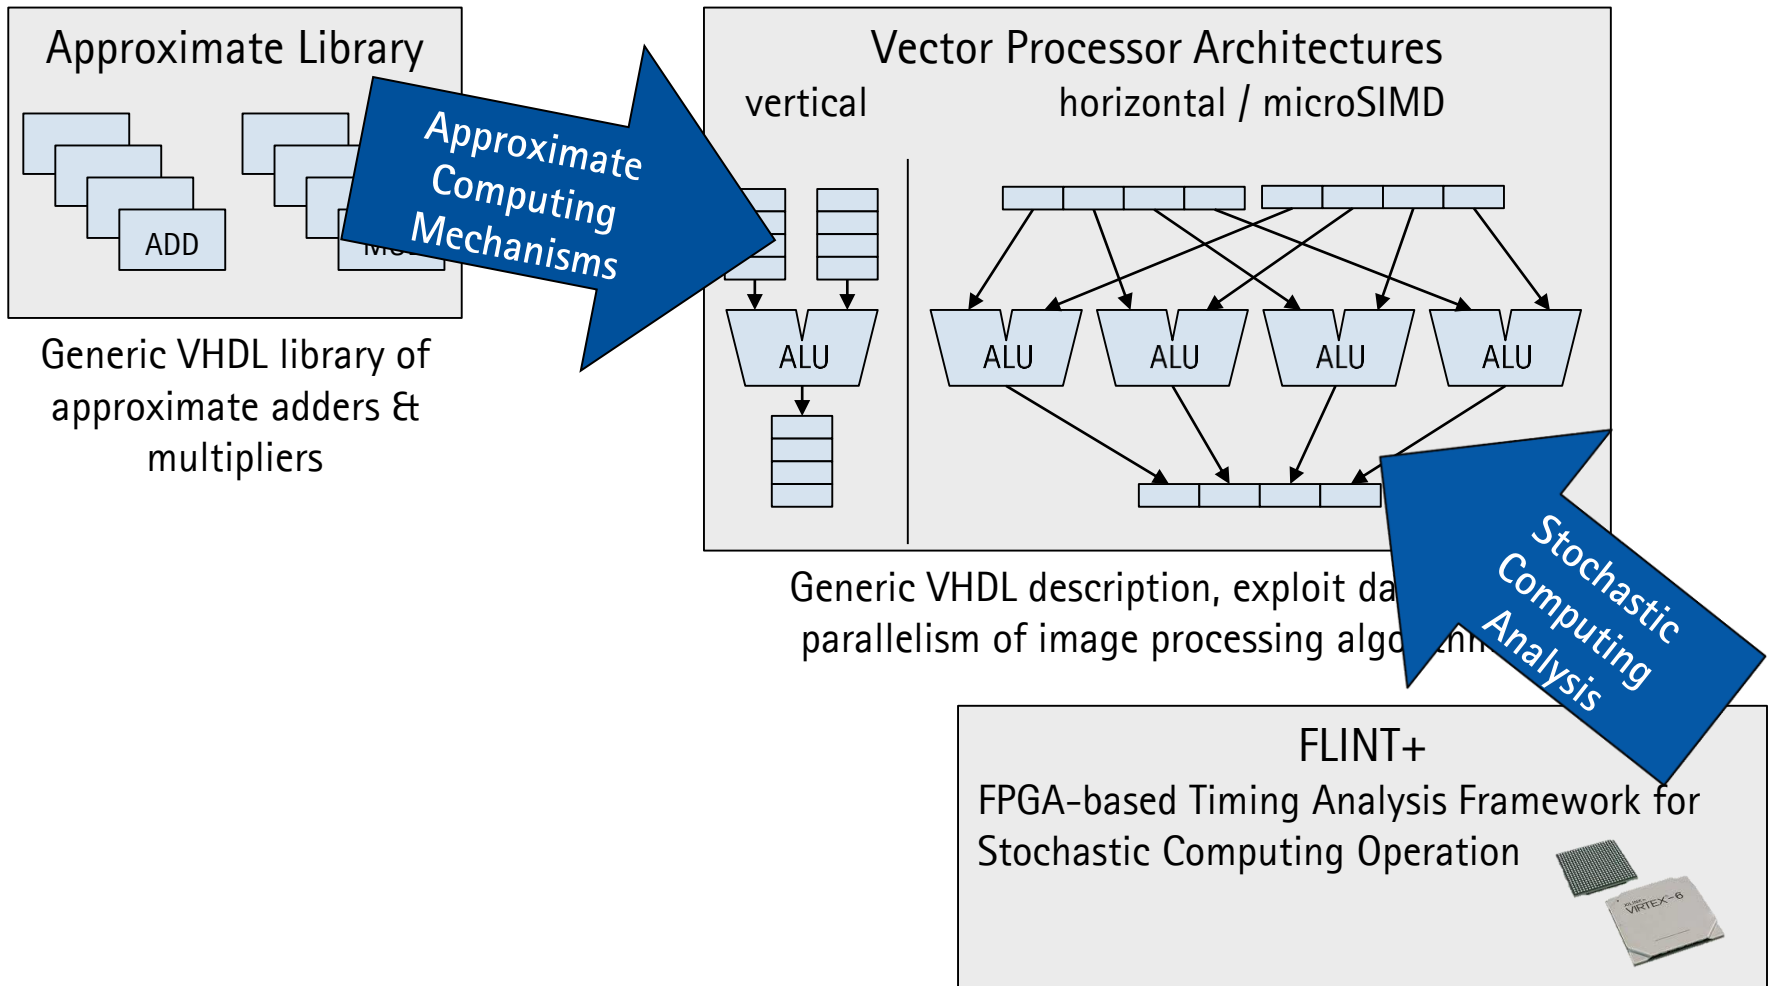 Approximate Library
ADD
Approximate
Computing
Mechanisms
Generic VHDL library of
approximate adders &
multipliers
Vector Processor Architectures
vertical
horizontal / microSIMD
ALU
ALU
ALU
ALU
ALU
Generic VHDL description, exploit
parallelism of image processing
Stochastic
Computing
Analysis
FLINT+
FPGA-based Timing Analysis Framework for
Stochastic Computing Operation
XILINX
VIRTEX-6